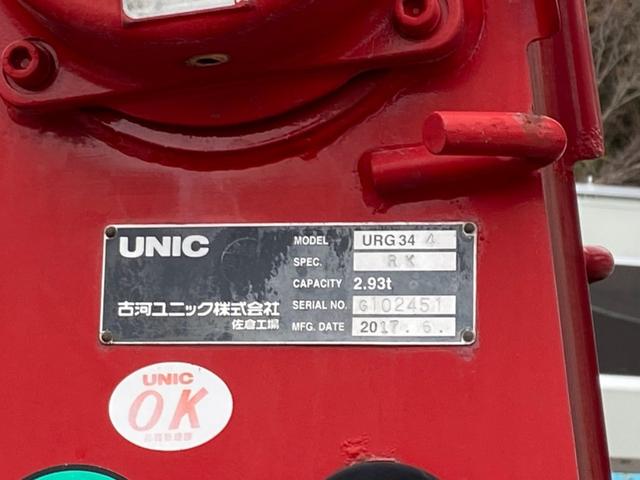 UNIC
MODEL URG34 4
SPEC. RK
CAPACITY 2.93t
SERIAL NO. G102451
MFG. DATE 2017.6.
古河ユニック株式会社
佐倉工場
UNIC
OK